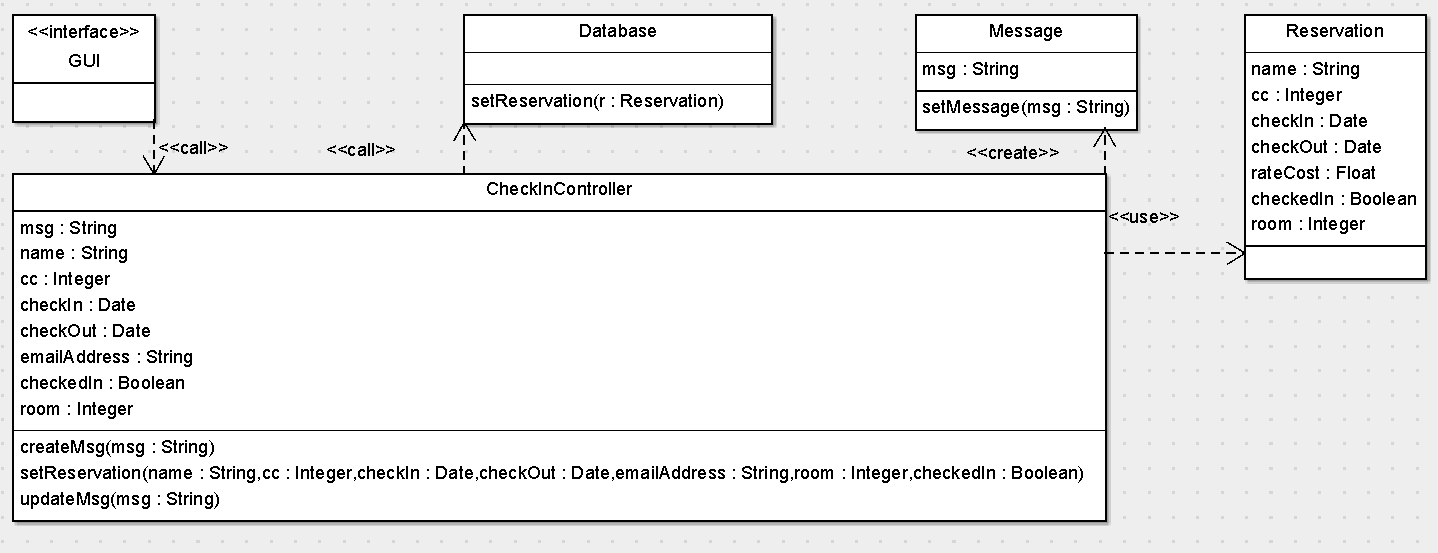 <<interface>>
GUI
Database
setReservation(r : Reservation)
Message
msg : String
setMessage(msg : String)
Reservation
name : String
cc : Integer
checkIn : Date
checkOut : Date
rateCost : Float
checkedIn : Boolean
room : Integer
<<call>>
<<call>>
<<create>>
<<use>>
CheckInController
msg : String
name : String
cc : Integer
checkIn : Date
checkOut : Date
emailAddress : String
checkedIn : Boolean
room : Integer
createMsg(msg : String)
setReservation(name : String,cc : Integer,checkIn : Date,checkOut : Date,emailAddress : String,room : Integer,checkedIn : Boolean)
updateMsg(msg : String)